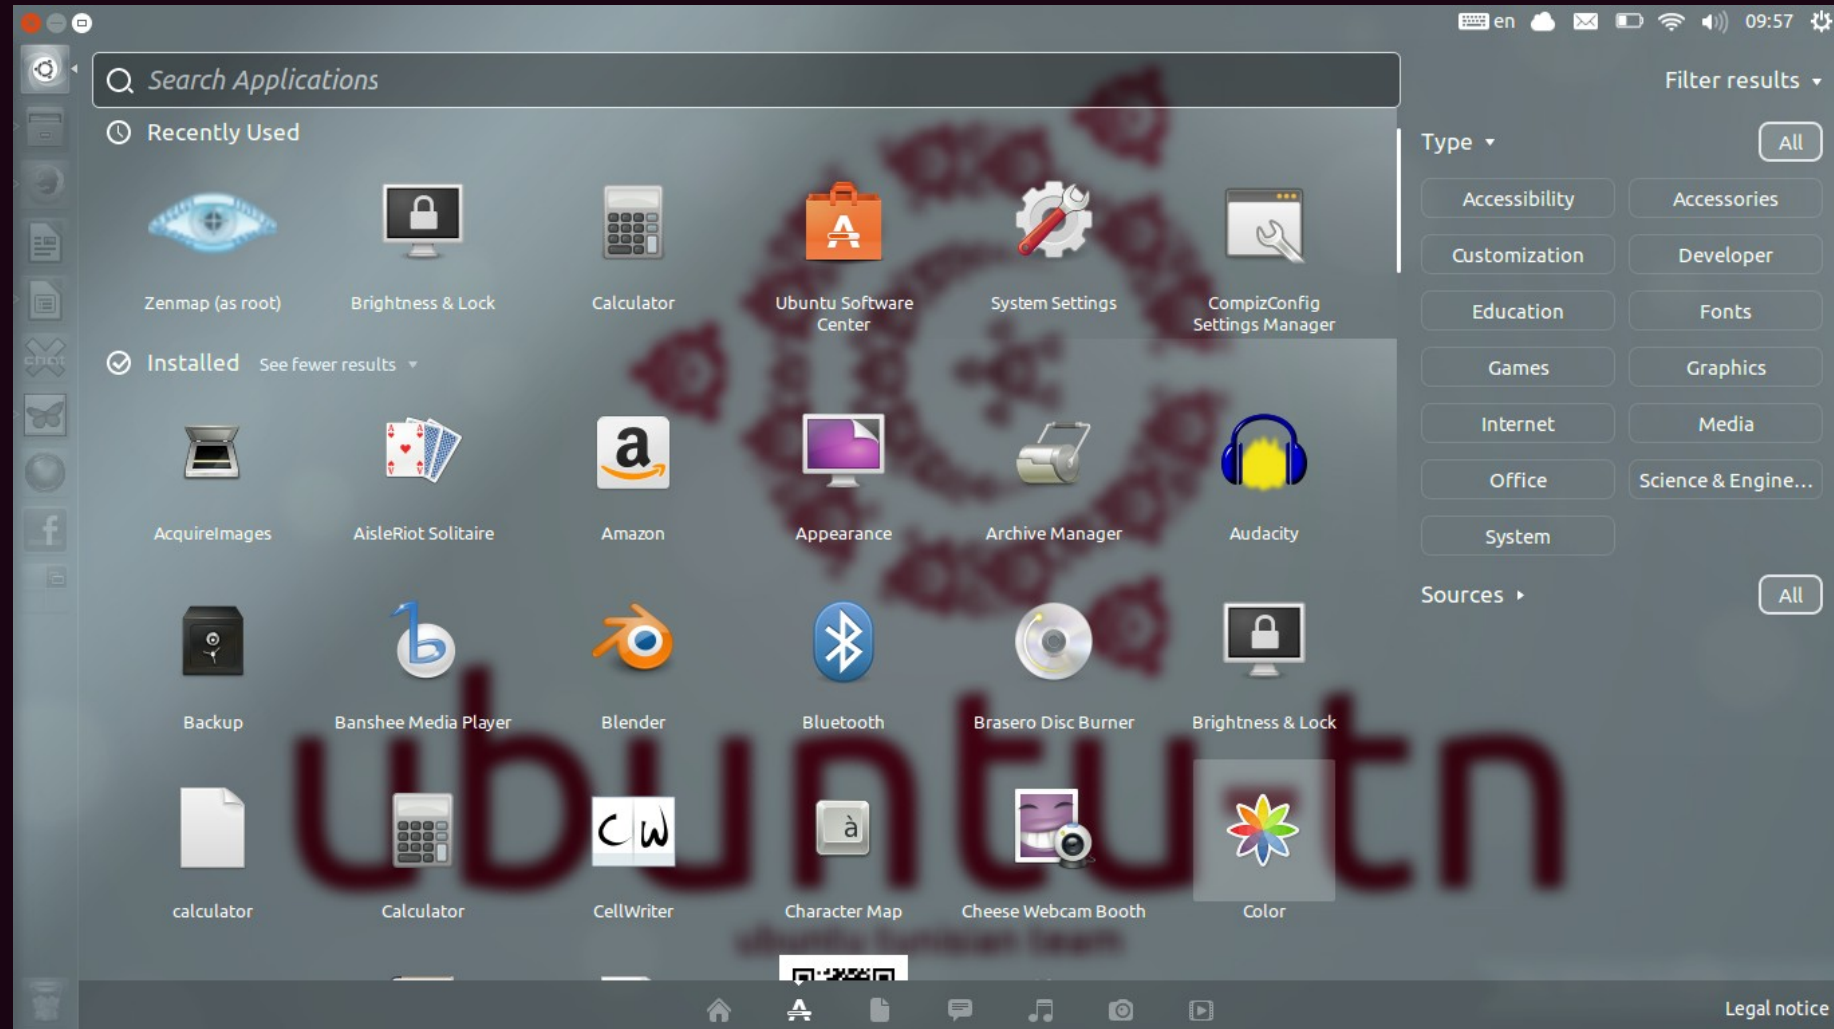 en 09:57
Search Applications
Filter results
Recently Used
Type All
Accessibility Accessories
Customization Developer
Education Fonts
Games Graphics
Internet Media
Office Science & Engine...
System
Sources All
Zenmap (as root) Brightness & Lock Calculator Ubuntu Software System Settings CompizConfig
Center Settings Manager
Installed See fewer results
AcquireImages AisleRiot Solitaire Amazon Appearance Archive Manager Audacity
Backup Banshee Media Player Blender Bluetooth Brasero Disc Burner Brightness & Lock
calculator Calculator CellWriter Character Map Cheese Webcam Booth Color
ubuntu-tn
ubuntu tunisian team
Legal notice